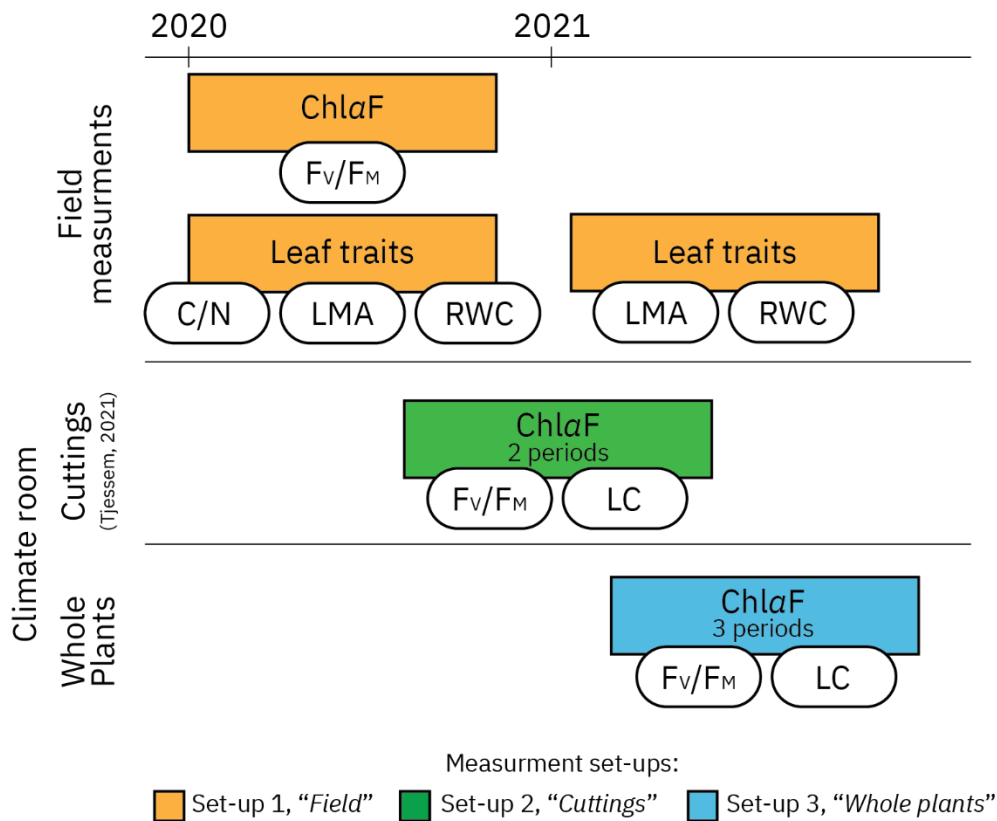 2020
2021
Field
measurments
ChlaF
FV/FM
Leaf traits
C/N
LMA
RWC
Leaf traits
LMA
RWC
Climate room
Cuttings
(Tjessem, 2021)
ChlaF
2 periods
FV/FM
LC
Whole
Plants
ChlaF
3 periods
FV/FM
LC
Measurment set-ups:
Set-up 1, “Field”
Set-up 2, “Cuttings”
Set-up 3, “Whole plants”